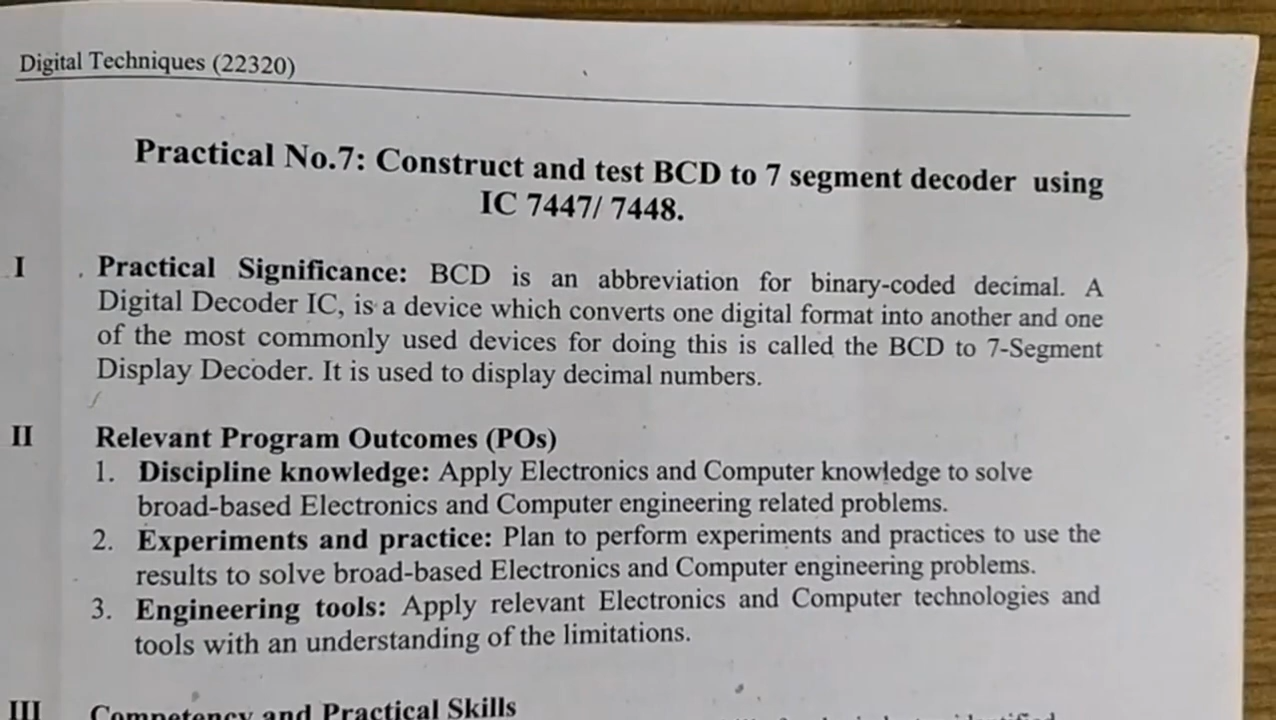 Digital Techniques (22320)
Practical No.7: Construct and test BCD to 7 segment decoder using
IC 7447/ 7448.
I Practical Significance: BCD is an abbreviation for binary-coded decimal. A
Digital Decoder IC, is a device which converts one digital format into another and one
of the most commonly used devices for doing this is called the BCD to 7-Segment
Display Decoder. It is used to display decimal numbers.
II Relevant Program Outcomes (POs)
1. Discipline knowledge: Apply Electronics and Computer knowledge to solve
broad-based Electronics and Computer engineering related problems.
2. Experiments and practice: Plan to perform experiments and practices to use the
results to solve broad-based Electronics and Computer engineering problems.
3. Engineering tools: Apply relevant Electronics and Computer technologies and
tools with an understanding of the limitations.
III Competency and Practical Skills